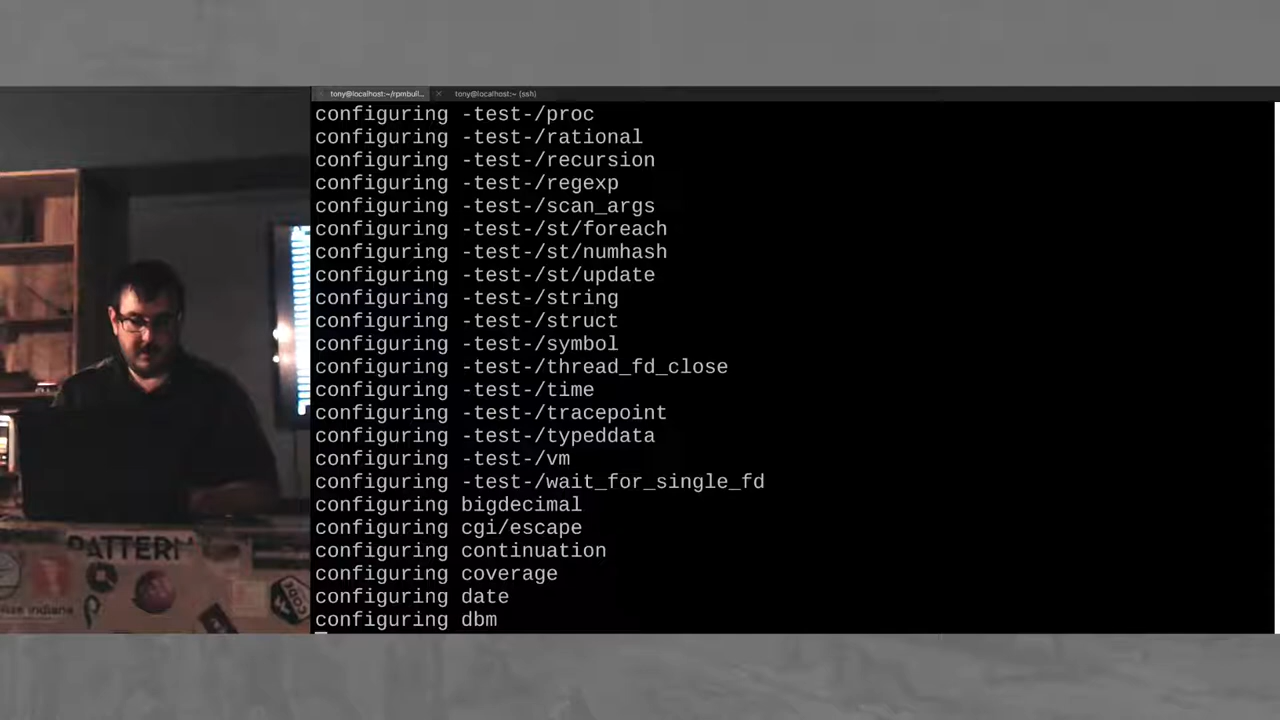 tony@localhost:~/rpmbuil...
tony@localhost:~ (ssh)
configuring -test-/proc
configuring -test-/rational
configuring -test-/recursion
configuring -test-/regexp
configuring -test-/scan_args
configuring -test-/st/foreach
configuring -test-/st/numhash
configuring -test-/st/update
configuring -test-/string
configuring -test-/struct
configuring -test-/symbol
configuring -test-/thread_fd_close
configuring -test-/time
configuring -test-/tracepoint
configuring -test-/typeddata
configuring -test-/vm
configuring -test-/wait_for_single_fd
configuring bigdecimal
configuring cgi/escape
configuring continuation
configuring coverage
configuring date
configuring dbm
PATTERN
indiana
CODE